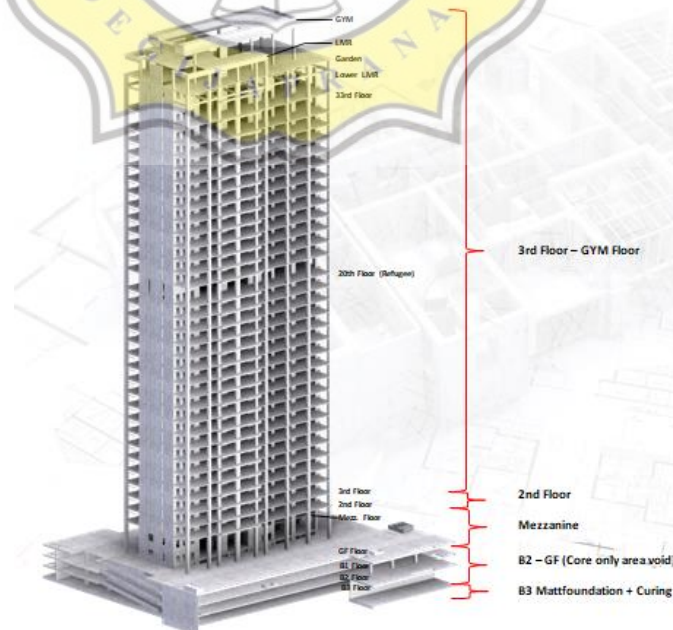 GYM
LMR
Garden
Lower LMR
33rd Floor
3rd Floor – GYM Floor
20th Floor (Refugee)
3rd Floor
2nd Floor
2nd Floor
Mezz. Floor
Mezzanine
GF Floor
B2 – GF (Core only area void)
B1 Floor
B2 Floor
B3 Floor
B3 Mattfoundation + Curing